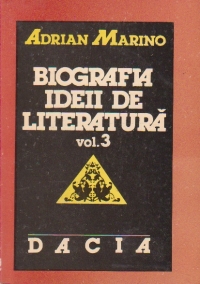 ADRIAN MARINO
BIOGRAFIA
IDEII DE
LITERATURĂ
vol. 3
DACIA